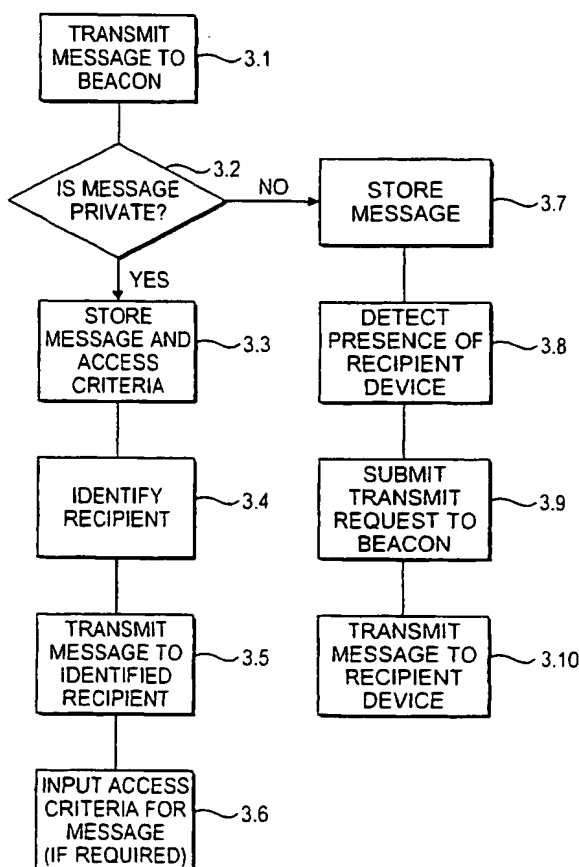 TRANSMIT
MESSAGE TO
BEACON
3.1
IS MESSAGE
PRIVATE?
3.2
NO
YES
STORE
MESSAGE AND
ACCESS
CRITERIA
3.3
IDENTIFY
RECIPIENT
3.4
TRANSMIT
MESSAGE TO
IDENTIFIED
RECIPIENT
3.5
INPUT ACCESS
CRITERIA FOR
MESSAGE
(IF REQUIRED)
3.6
STORE
MESSAGE
3.7
DETECT
PRESENCE OF
RECIPIENT
DEVICE
3.8
SUBMIT
TRANSMIT
REQUEST TO
BEACON
3.9
TRANSMIT
MESSAGE TO
RECIPIENT
DEVICE
3.10